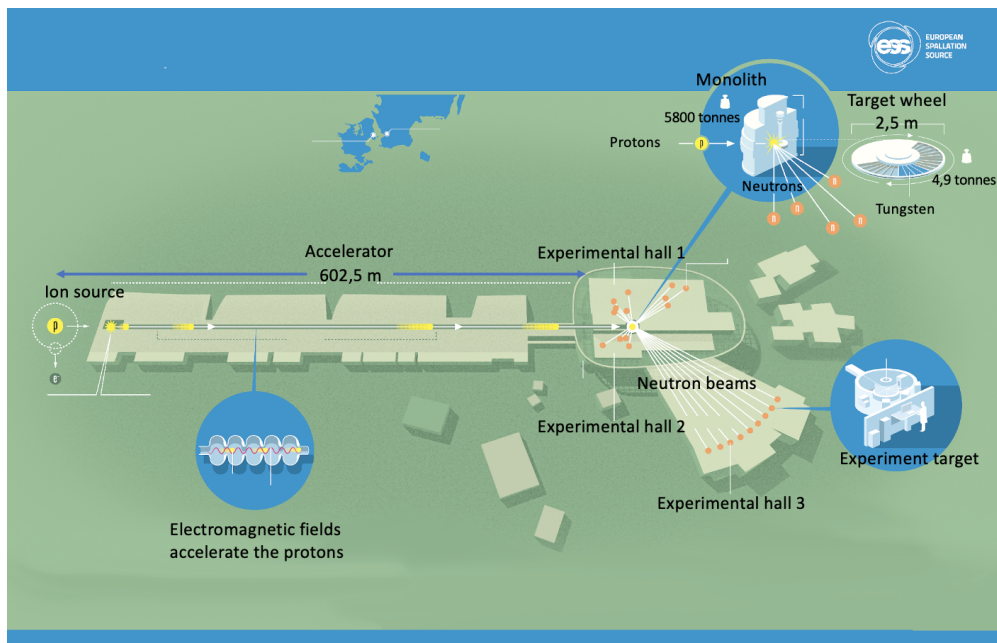 ess
EUROPEAN
SPALLATION
SOURCE
Monolith
5800 tonnes
Target wheel
2,5 m
Protons
p
4,9 tonnes
Neutrons
n
n
n
n
n
Tungsten
Accelerator
602,5 m
Experimental hall 1
Ion source
p
e
Neutron beams
Experimental hall 2
Experiment target
Experimental hall 3
Electromagnetic fields
accelerate the protons